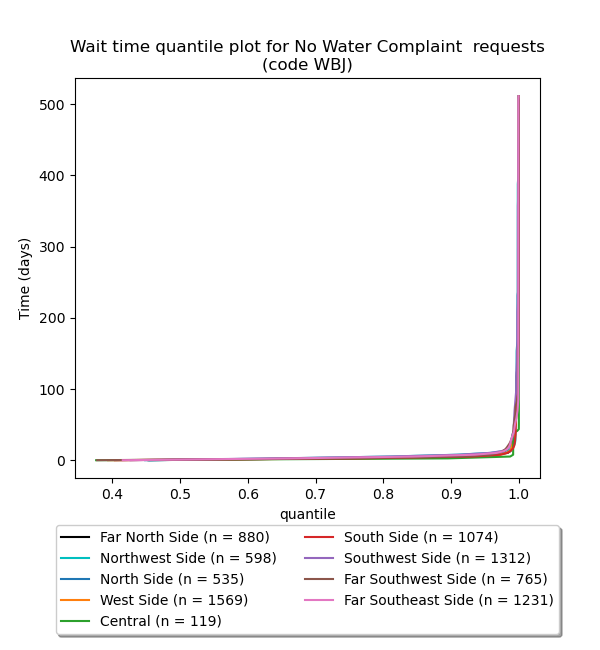 Wait time quantile plot for No Water Complaint  requests
(code WBJ)
Time (days)
500
400
300
200
100
0
0.4 0.5 0.6 0.7 0.8 0.9 1.0
quantile
Far North Side (n = 880)
Northwest Side (n = 598)
North Side (n = 535)
West Side (n = 1569)
Central (n = 119)
South Side (n = 1074)
Southwest Side (n = 1312)
Far Southwest Side (n = 765)
Far Southeast Side (n = 1231)